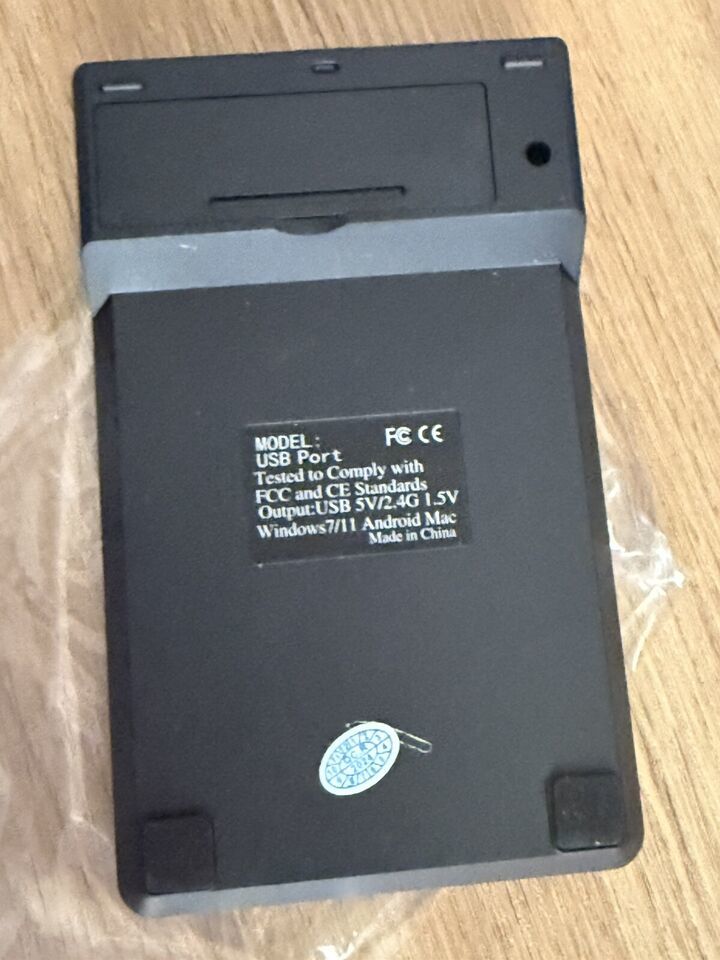 MODEL:
FC CE
USB Port
Tested to Comply with
FCC and CE Standards
Output:USB 5V/2.4G 1.5V
Windows7/11 Android Mac
Made in China
2024